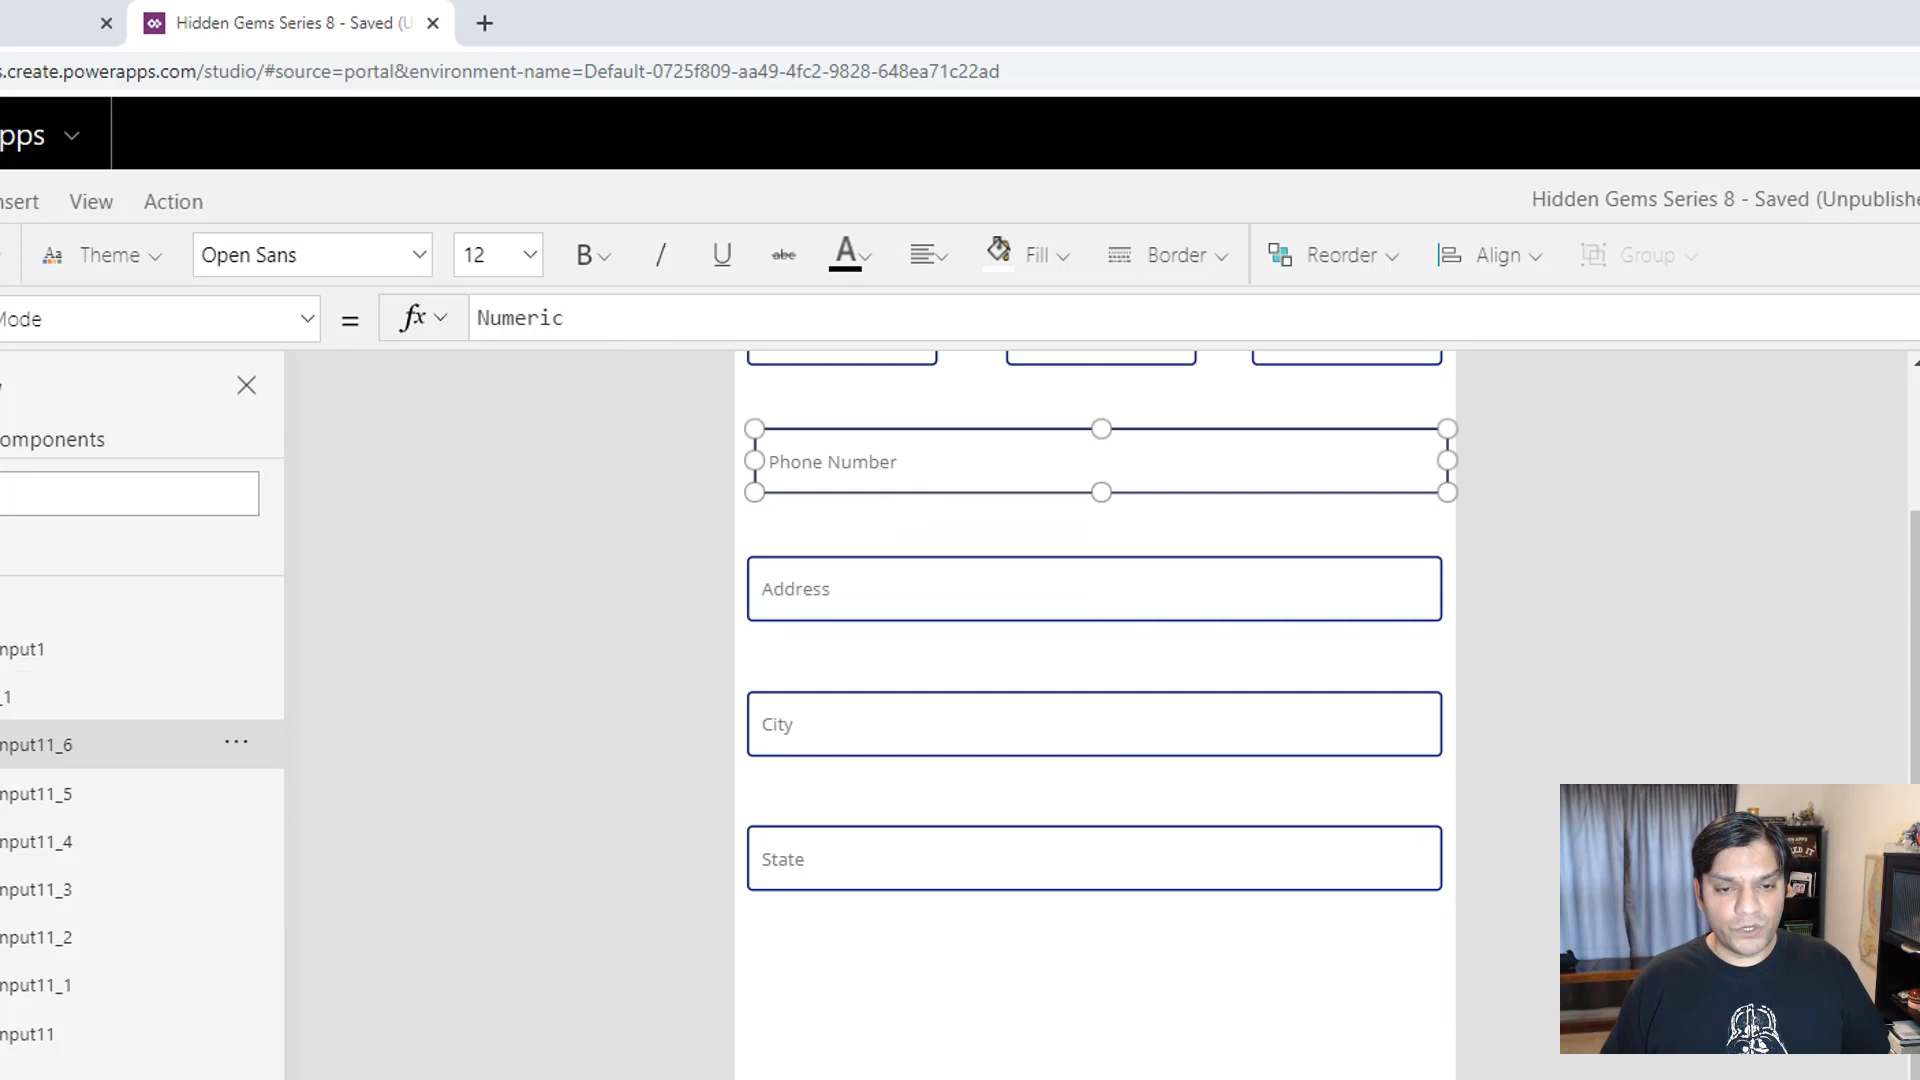 Hidden Gems Series 8 - Saved (U
s.create.powerapps.com/studio/#source=portal&environment-name=Default-0725f809-aa49-4fc2-9828-648ea71c22ad
pps
nsert View Action
Hidden Gems Series 8 - Saved (Unpublishe
Aa Theme Open Sans 12 B / U abc A Fill Border Reorder Align Group
Mode = fx Numeric
omponents
Phone Number
Address
City
State
nput1
_1
nput11_6 ...
nput11_5
nput11_4
nput11_3
nput11_2
nput11_1
nput11